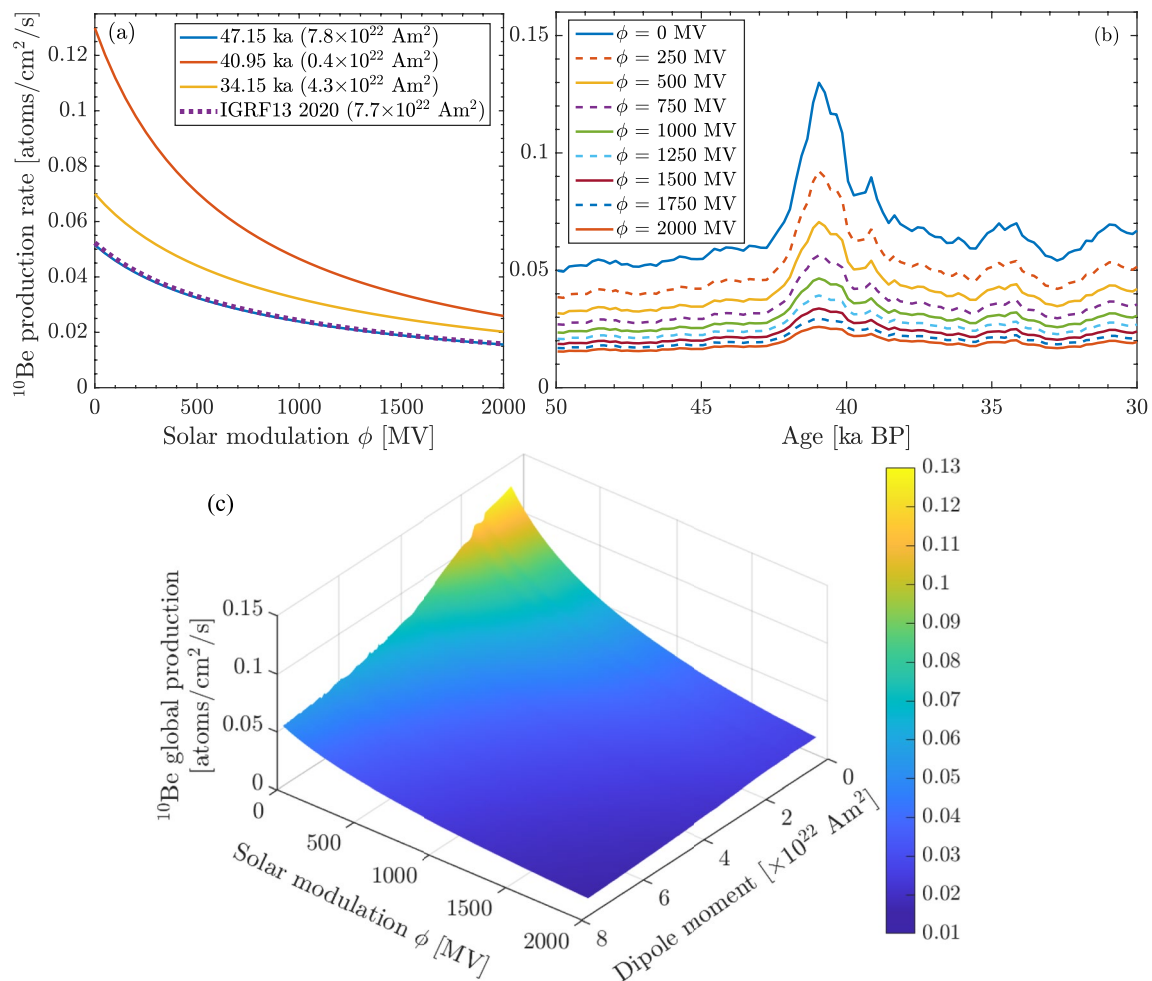 (a)
47.15 ka (7.8×10²² Am²)
40.95 ka (0.4×10²² Am²)
34.15 ka (4.3×10²² Am²)
IGRF13 2020 (7.7×10²² Am²)
¹⁰Be production rate [atoms/cm²/s]
0.12
0.1
0.08
0.06
0.04
0.02
0
0 500 1000 1500 2000
Solar modulation ϕ [MV]
(b)
ϕ = 0 MV
ϕ = 250 MV
ϕ = 500 MV
ϕ = 750 MV
ϕ = 1000 MV
ϕ = 1250 MV
ϕ = 1500 MV
ϕ = 1750 MV
ϕ = 2000 MV
0.15
0.1
0.05
0
50 45 40 35 30
Age [ka BP]
(c)
¹⁰Be global production
[atoms/cm²/s]
0.15
0.1
0.05
0
0
500
1000
1500
2000
Solar modulation ϕ [MV]
0
2
4
6
8
Dipole moment [×10²² Am²]
0.13
0.12
0.11
0.1
0.09
0.08
0.07
0.06
0.05
0.04
0.03
0.02
0.01